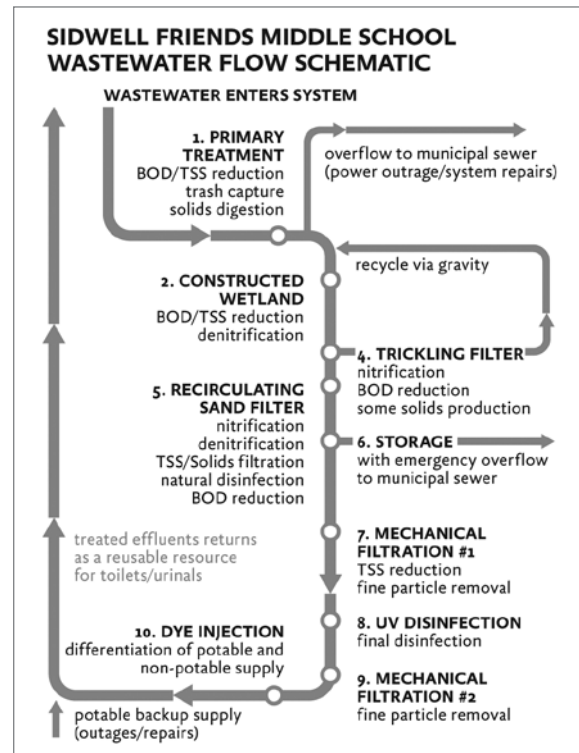 SIDWELL FRIENDS MIDDLE SCHOOL
WASTEWATER FLOW SCHEMATIC
WASTEWATER ENTERS SYSTEM
1. PRIMARY
TREATMENT
BOD/TSS reduction
trash capture
solids digestion
overflow to municipal sewer
(power outrage/system repairs)
recycle via gravity
2. CONSTRUCTED
WETLAND
BOD/TSS reduction
denitrification
4. TRICKLING FILTER
nitrification
BOD reduction
some solids production
5. RECIRCULATING
SAND FILTER
nitrification
denitrification
TSS/Solids filtration
natural disinfection
BOD reduction
6. STORAGE
with emergency overflow
to municipal sewer
treated effluents returns
as a reusable resource
for toilets/urinals
7. MECHANICAL
FILTRATION #1
TSS reduction
fine particle removal
8. UV DISINFECTION
final disinfection
10. DYE INJECTION
differentiation of potable and
non-potable supply
9. MECHANICAL
FILTRATION #2
fine particle removal
potable backup supply
(outages/repairs)